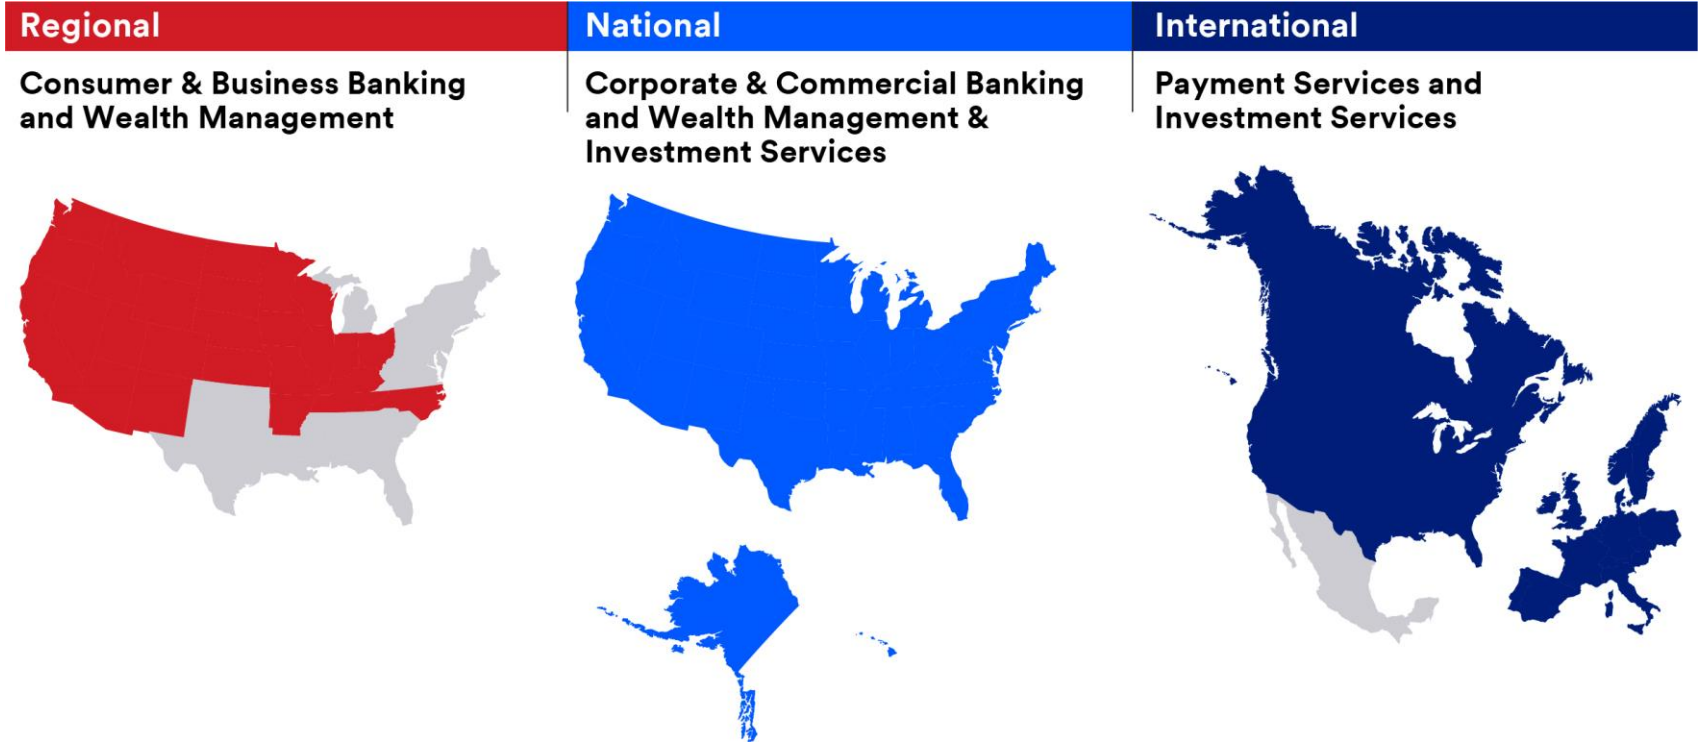 Regional
Consumer & Business Banking
and Wealth Management
National
Corporate & Commercial Banking
and Wealth Management &
Investment Services
International
Payment Services and
Investment Services